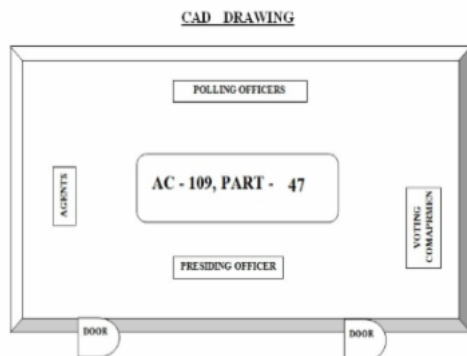 CAD DRAWING
POLLING OFFICERS
AGENTS
AC - 109, PART - 47
VOTING
COMAPRMEN
PRESIDING OFFICER
DOOR
DOOR